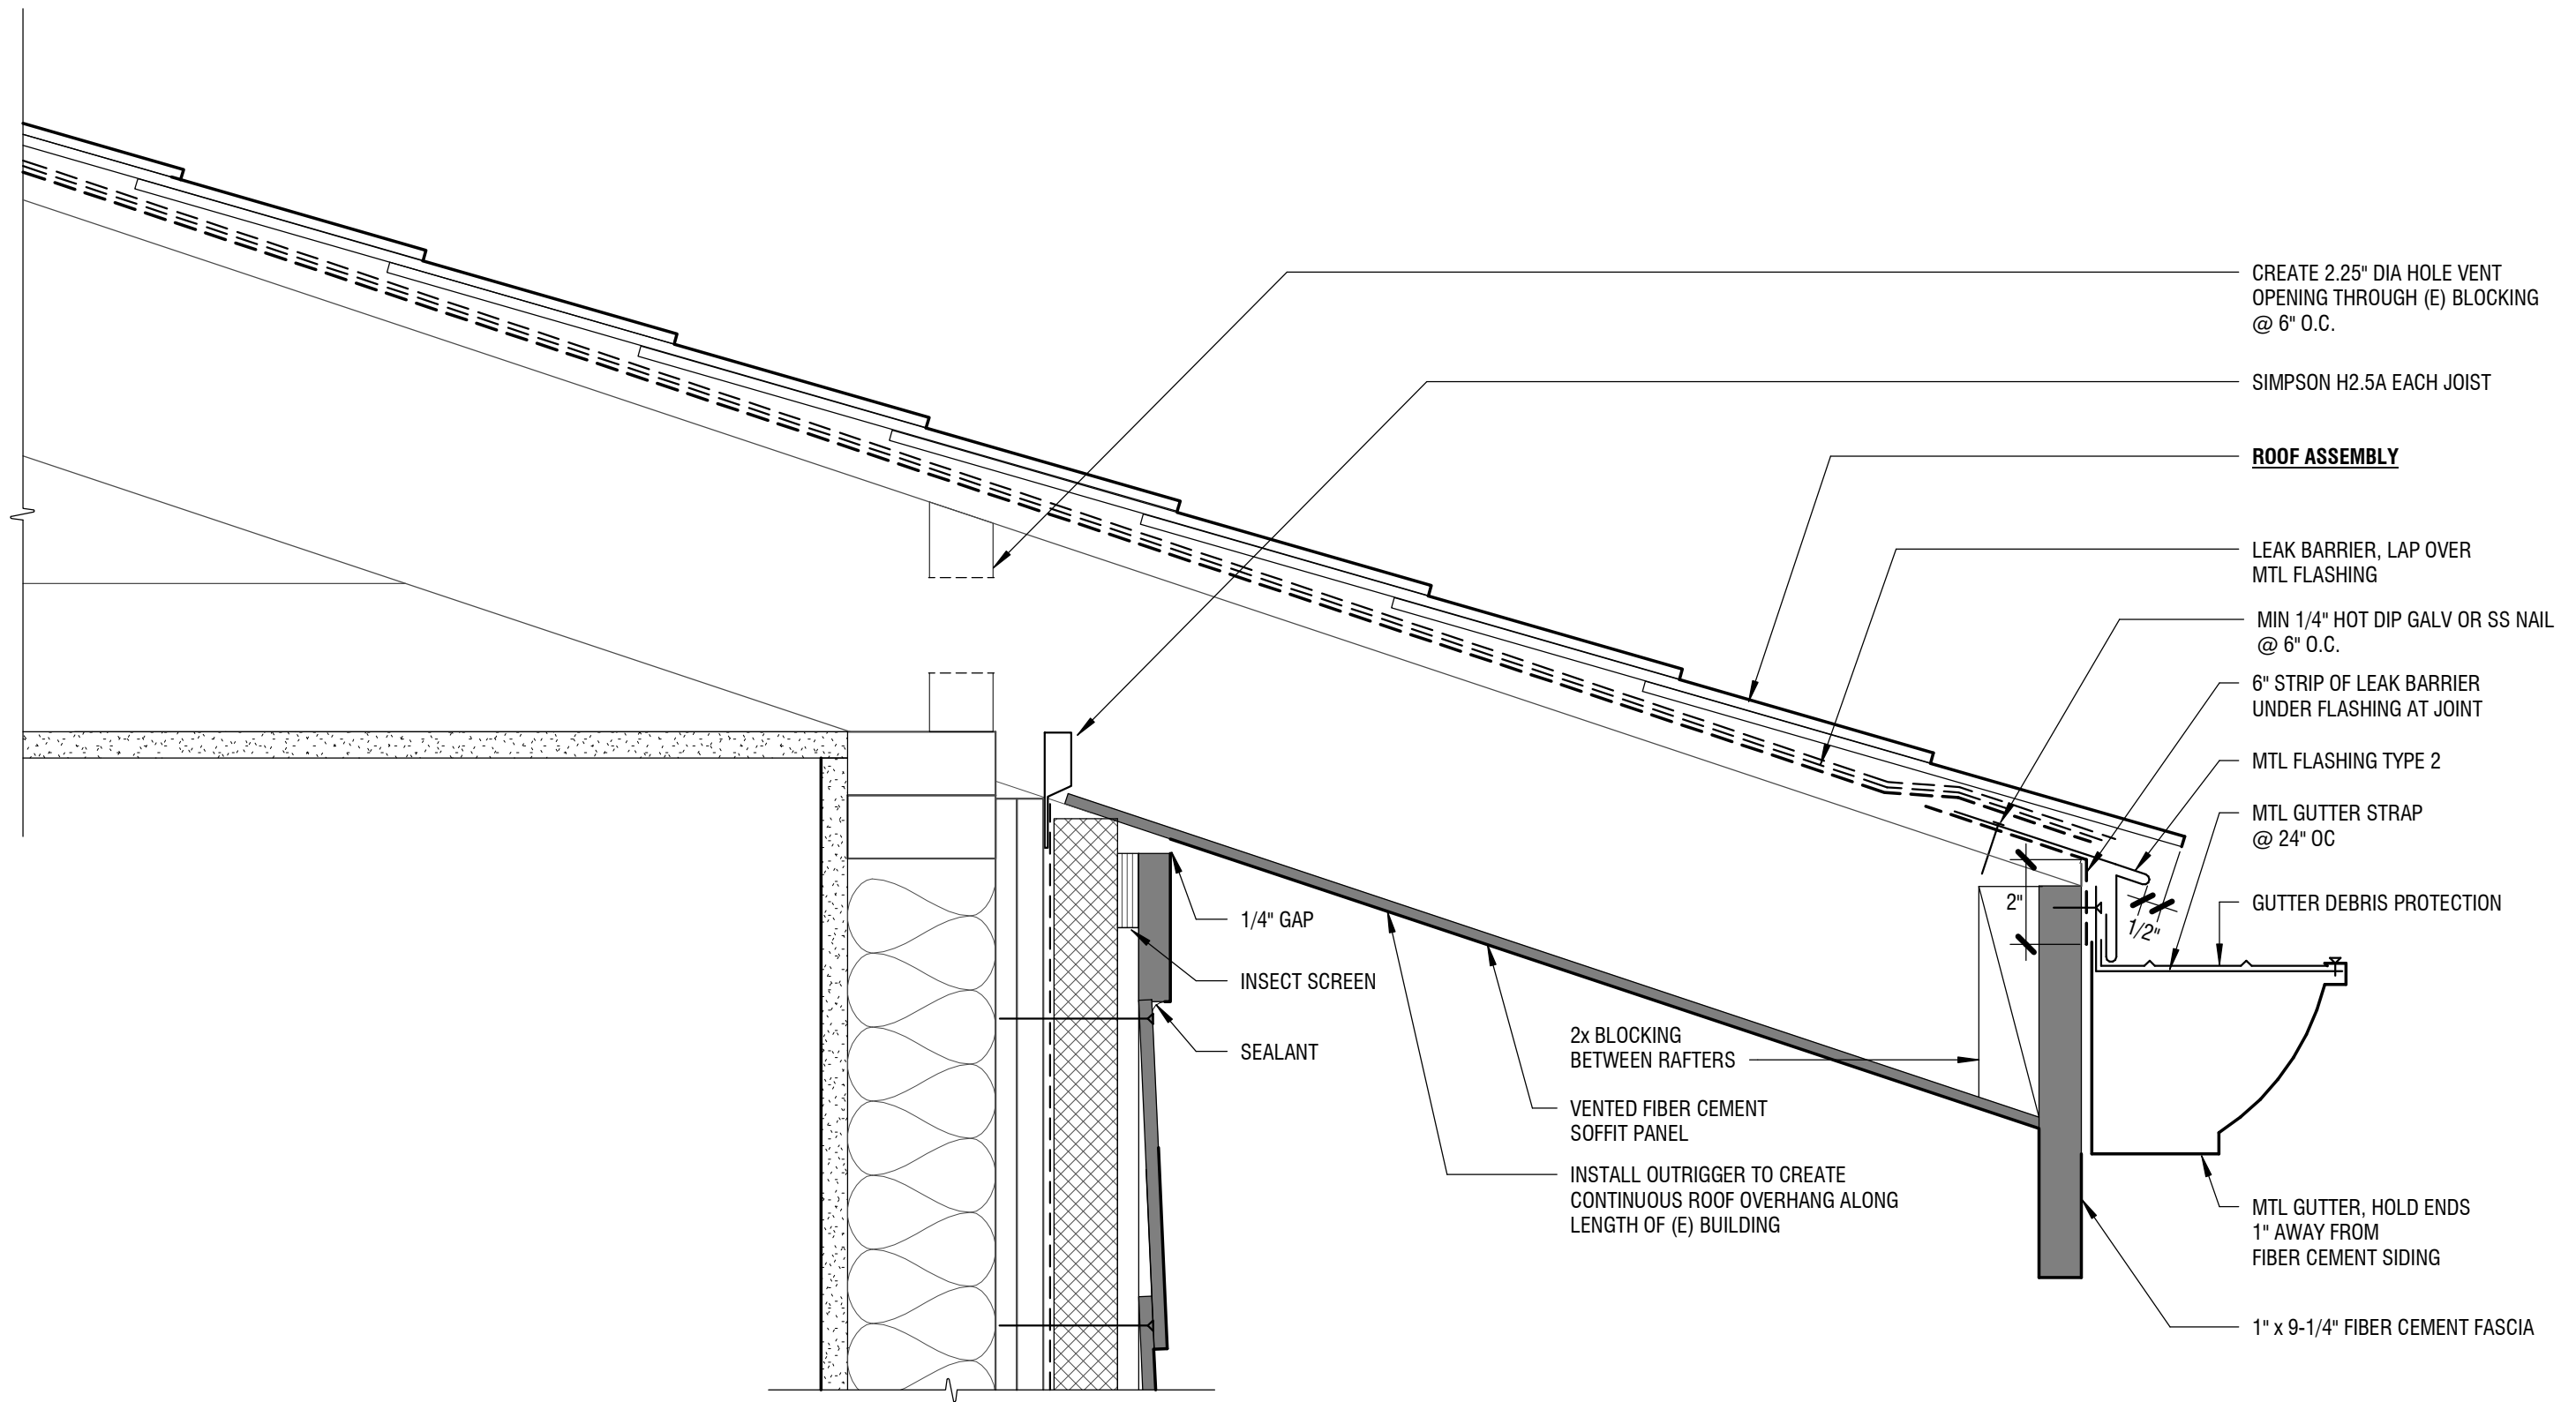 CREATE 2.25" DIA HOLE VENT
OPENING THROUGH (E) BLOCKING
@ 6" O.C.
SIMPSON H2.5A EACH JOIST
ROOF ASSEMBLY
LEAK BARRIER, LAP OVER
MTL FLASHING
MIN 1/4" HOT DIP GALV OR SS NAIL
@ 6" O.C.
6" STRIP OF LEAK BARRIER
UNDER FLASHING AT JOINT
MTL FLASHING TYPE 2
MTL GUTTER STRAP
@ 24" OC
GUTTER DEBRIS PROTECTION
2"
1/2"
1/4" GAP
INSECT SCREEN
SEALANT
2x BLOCKING
BETWEEN RAFTERS
VENTED FIBER CEMENT
SOFFIT PANEL
INSTALL OUTRIGGER TO CREATE
CONTINUOUS ROOF OVERHANG ALONG
LENGTH OF (E) BUILDING
MTL GUTTER, HOLD ENDS
1" AWAY FROM
FIBER CEMENT SIDING
1" x 9-1/4" FIBER CEMENT FASCIA